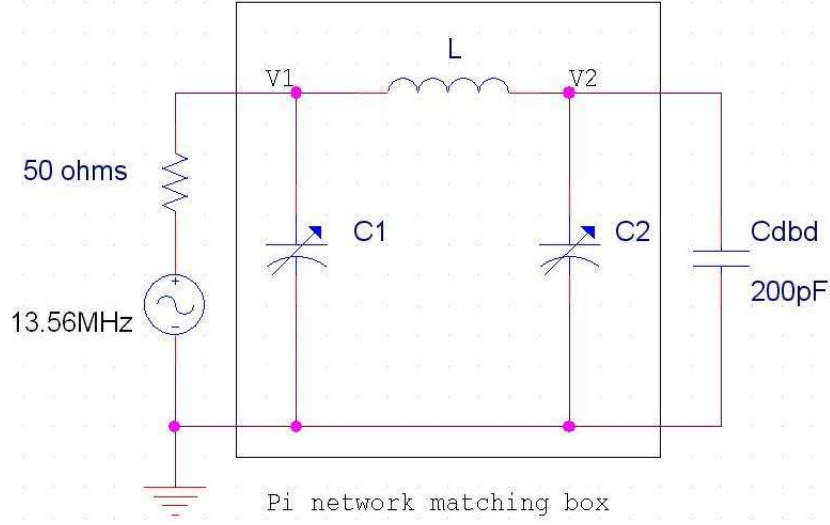 L
V1
V2
50 ohms
C1
C2
Cdbd
200pF
13.56MHz
Pi network matching box